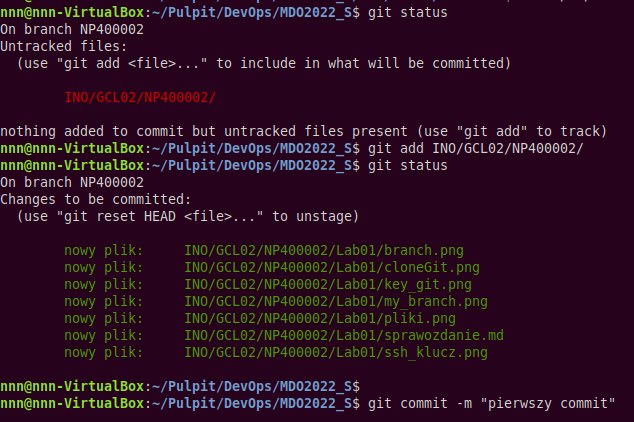 nnn@nnn-VirtualBox:~/Pulpit/DevOps/MDO2022_S$ git status
On branch NP400002
Untracked files:
  (use "git add <file>..." to include in what will be committed)

        INO/GCL02/NP400002/

nothing added to commit but untracked files present (use "git add" to track)
nnn@nnn-VirtualBox:~/Pulpit/DevOps/MDO2022_S$ git add INO/GCL02/NP400002/
nnn@nnn-VirtualBox:~/Pulpit/DevOps/MDO2022_S$ git status
On branch NP400002
Changes to be committed:
  (use "git reset HEAD <file>..." to unstage)

        nowy plik:     INO/GCL02/NP400002/Lab01/branch.png
        nowy plik:     INO/GCL02/NP400002/Lab01/cloneGit.png
        nowy plik:     INO/GCL02/NP400002/Lab01/key_git.png
        nowy plik:     INO/GCL02/NP400002/Lab01/my_branch.png
        nowy plik:     INO/GCL02/NP400002/Lab01/pliki.png
        nowy plik:     INO/GCL02/NP400002/Lab01/sprawozdanie.md
        nowy plik:     INO/GCL02/NP400002/Lab01/ssh_klucz.png

nnn@nnn-VirtualBox:~/Pulpit/DevOps/MDO2022_S$
nnn@nnn-VirtualBox:~/Pulpit/DevOps/MDO2022_S$ git commit -m "pierwszy commit"